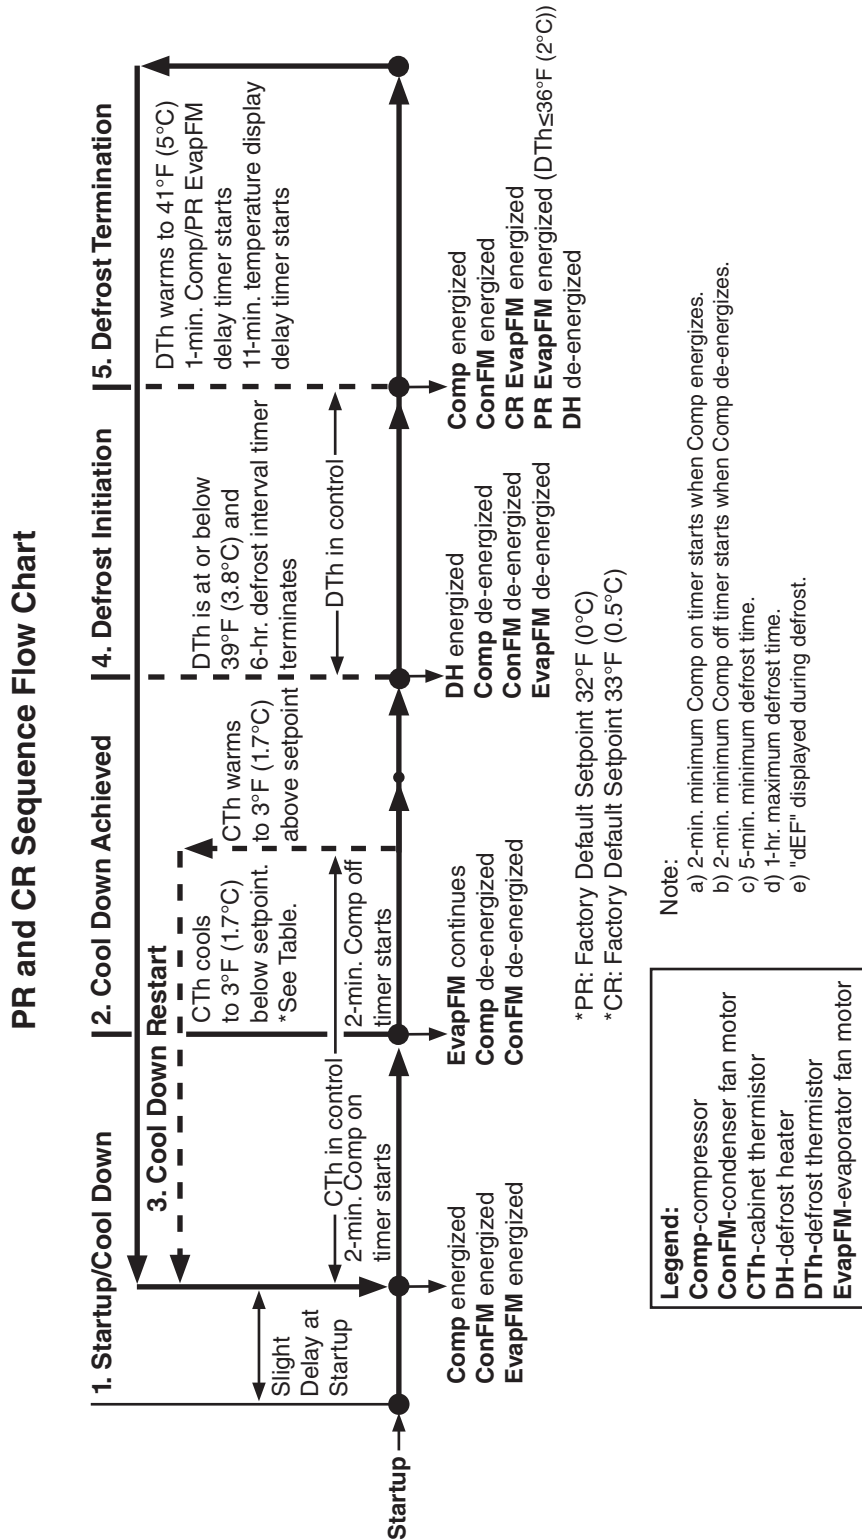 PR and CR Sequence Flow Chart
1. Startup/Cool Down
2. Cool Down Achieved
4. Defrost Initiation
5. Defrost Termination
3. Cool Down Restart
Slight
Delay at
Startup
CTh in control
2-min. Comp on
timer starts
CTh cools
to 3°F (1.7°C)
below setpoint.
*See Table.
2-min. Comp off
timer starts
CTh warms
to 3°F (1.7°C)
above setpoint
DTh is at or below
39°F (3.8°C) and
6-hr. defrost interval timer
terminates
DTh in control
DTh warms to 41°F (5°C)
1-min. Comp/PR EvapFM
delay timer starts
11-min. temperature display
delay timer starts
Startup
Comp energized
ConFM energized
EvapFM energized
EvapFM continues
Comp de-energized
ConFM de-energized
DH energized
Comp de-energized
ConFM de-energized
EvapFM de-energized
Comp energized
ConFM energized
CR EvapFM energized
PR EvapFM energized (DTh≤36°F (2°C))
DH de-energized
*PR: Factory Default Setpoint 32°F (0°C)
*CR: Factory Default Setpoint 33°F (0.5°C)
Legend:
Comp-compressor
ConFM-condenser fan motor
CTh-cabinet thermistor
DH-defrost heater
DTh-defrost thermistor
EvapFM-evaporator fan motor
Note:
a) 2-min. minimum Comp on timer starts when Comp energizes.
b) 2-min. minimum Comp off timer starts when Comp de-energizes.
c) 5-min. minimum defrost time.
d) 1-hr. maximum defrost time.
e) "dEF" displayed during defrost.